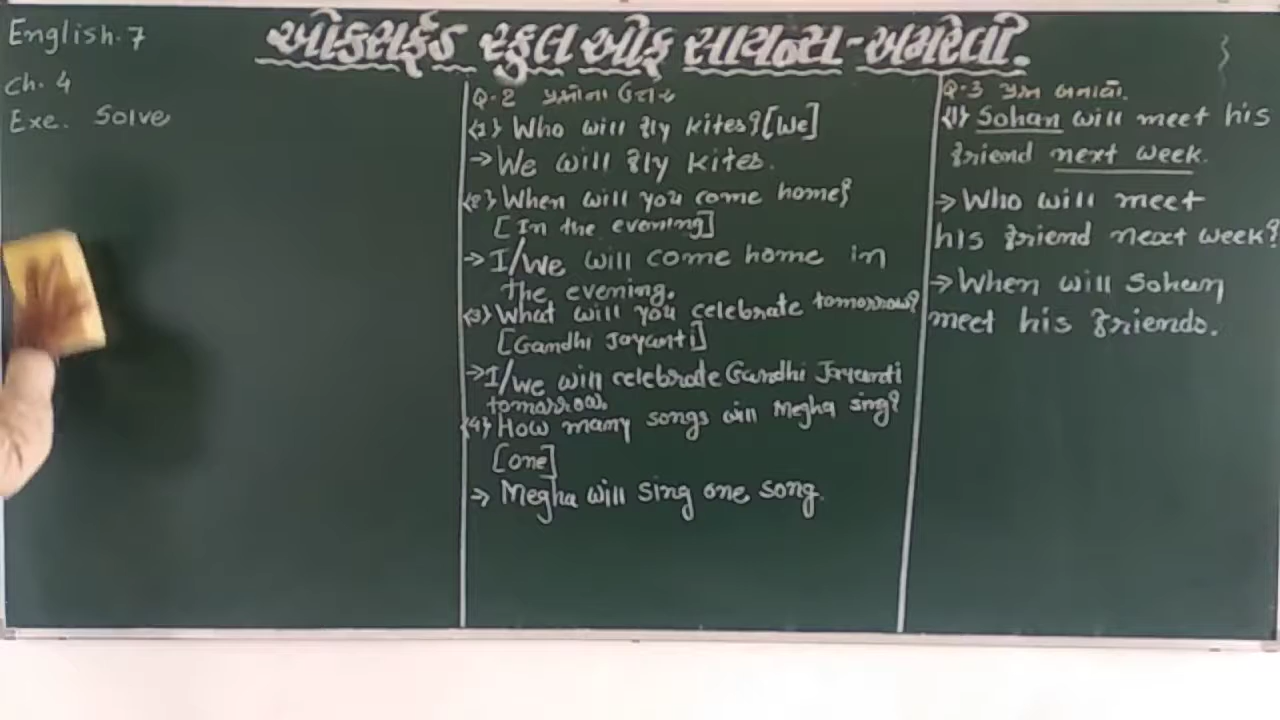 English. 7
ઓક્સફર્ડ સ્કુલ ઓફ સાયન્સ - અમરેલી.
Ch. 4
Exe. Solve
Q-2 પ્રશ્નોના
<1> Who will fly kites? [We]
→ We will fly kites.
<2> When will you come home?
[In the evening]
→ I/We will come home in
the evening.
<3> What will you celebrate tomorrow?
[Gandhi Jayanti]
→ I/we will celebrate Gandhi Jayanti
tomorrow.
<4> How many songs will Megha sing?
[one]
→ Megha will sing one song.
Q-3 પ્રશ્ન બનાવો.
<1> Sohan will meet his
friend next week.
→ Who will meet
his friend next week?
→ When will Sohan
meet his friends.